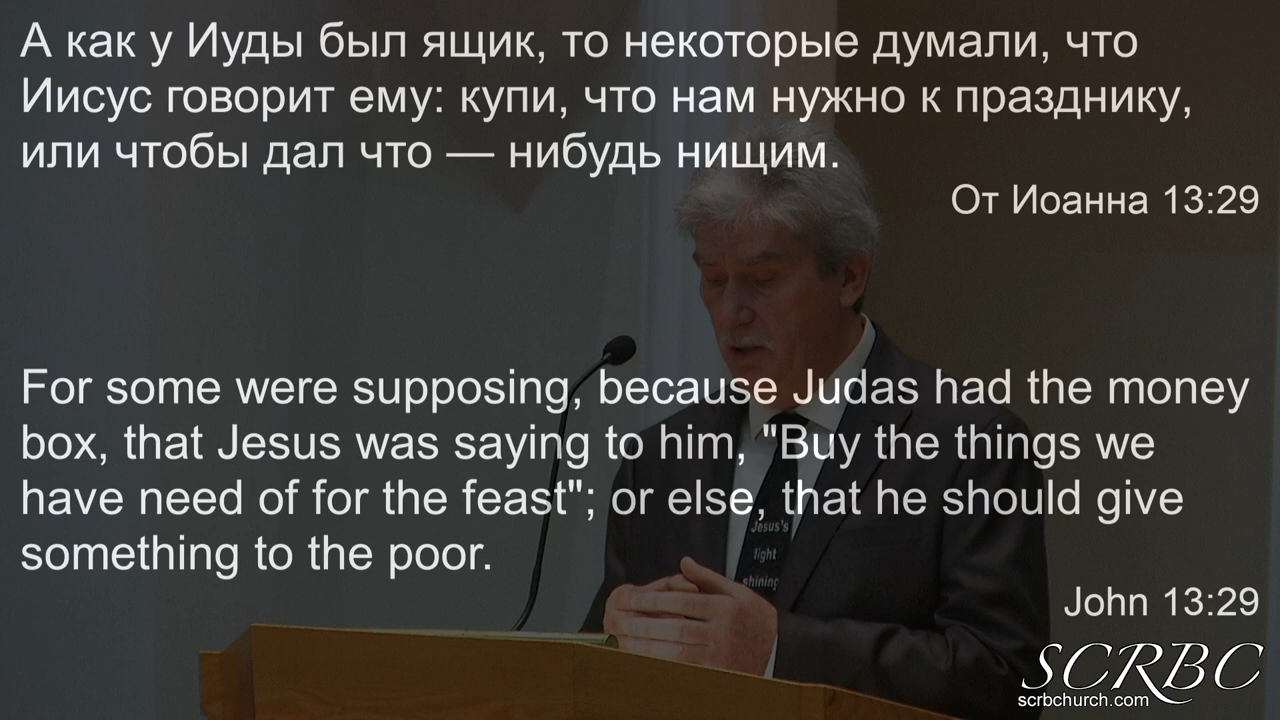 А как у Иуды был ящик, то некоторые думали, что
Иисус говорит ему: купи, что нам нужно к празднику,
или чтобы дал что — нибудь нищим.
От Иоанна 13:29
For some were supposing, because Judas had the money
box, that Jesus was saying to him, "Buy the things we
have need of for the feast"; or else, that he should give
something to the poor.
Jesus's
light
shining
John 13:29
SCRBC
scrbchurch.com